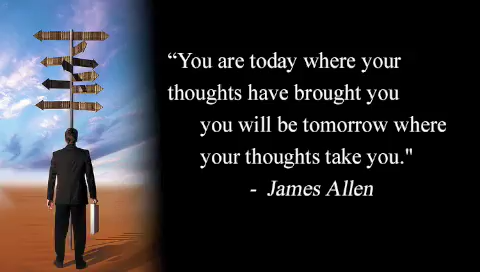 “You are today where your
thoughts have brought you
you will be tomorrow where
your thoughts take you."
- James Allen